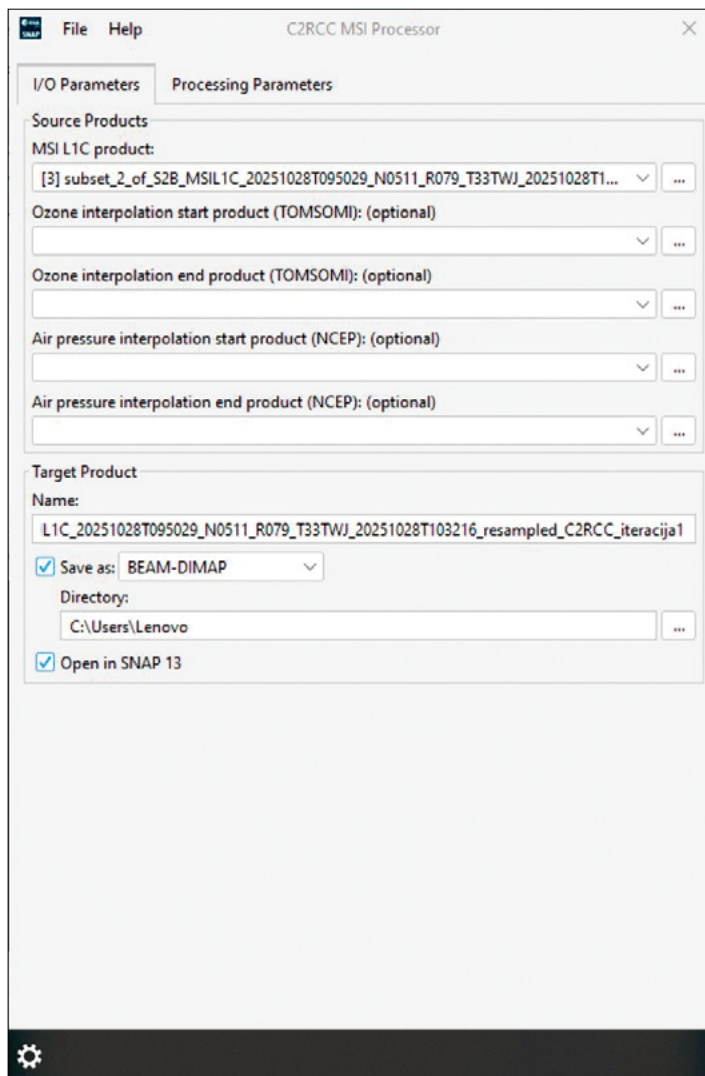 esa
SNAP
File Help C2RCC MSI Processor
I/O Parameters Processing Parameters
Source Products
MSI L1C product:
[3] subset_2_of_S2B_MSIL1C_20251028T095029_N0511_R079_T33TWJ_20251028T1... ...
Ozone interpolation start product (TOMSOMI): (optional)
...
Ozone interpolation end product (TOMSOMI): (optional)
...
Air pressure interpolation start product (NCEP): (optional)
...
Air pressure interpolation end product (NCEP): (optional)
...
Target Product
Name:
L1C_20251028T095029_N0511_R079_T33TWJ_20251028T103216_resampled_C2RCC_iteracija1
Save as: BEAM-DIMAP
Directory:
C:\Users\Lenovo ...
Open in SNAP 13